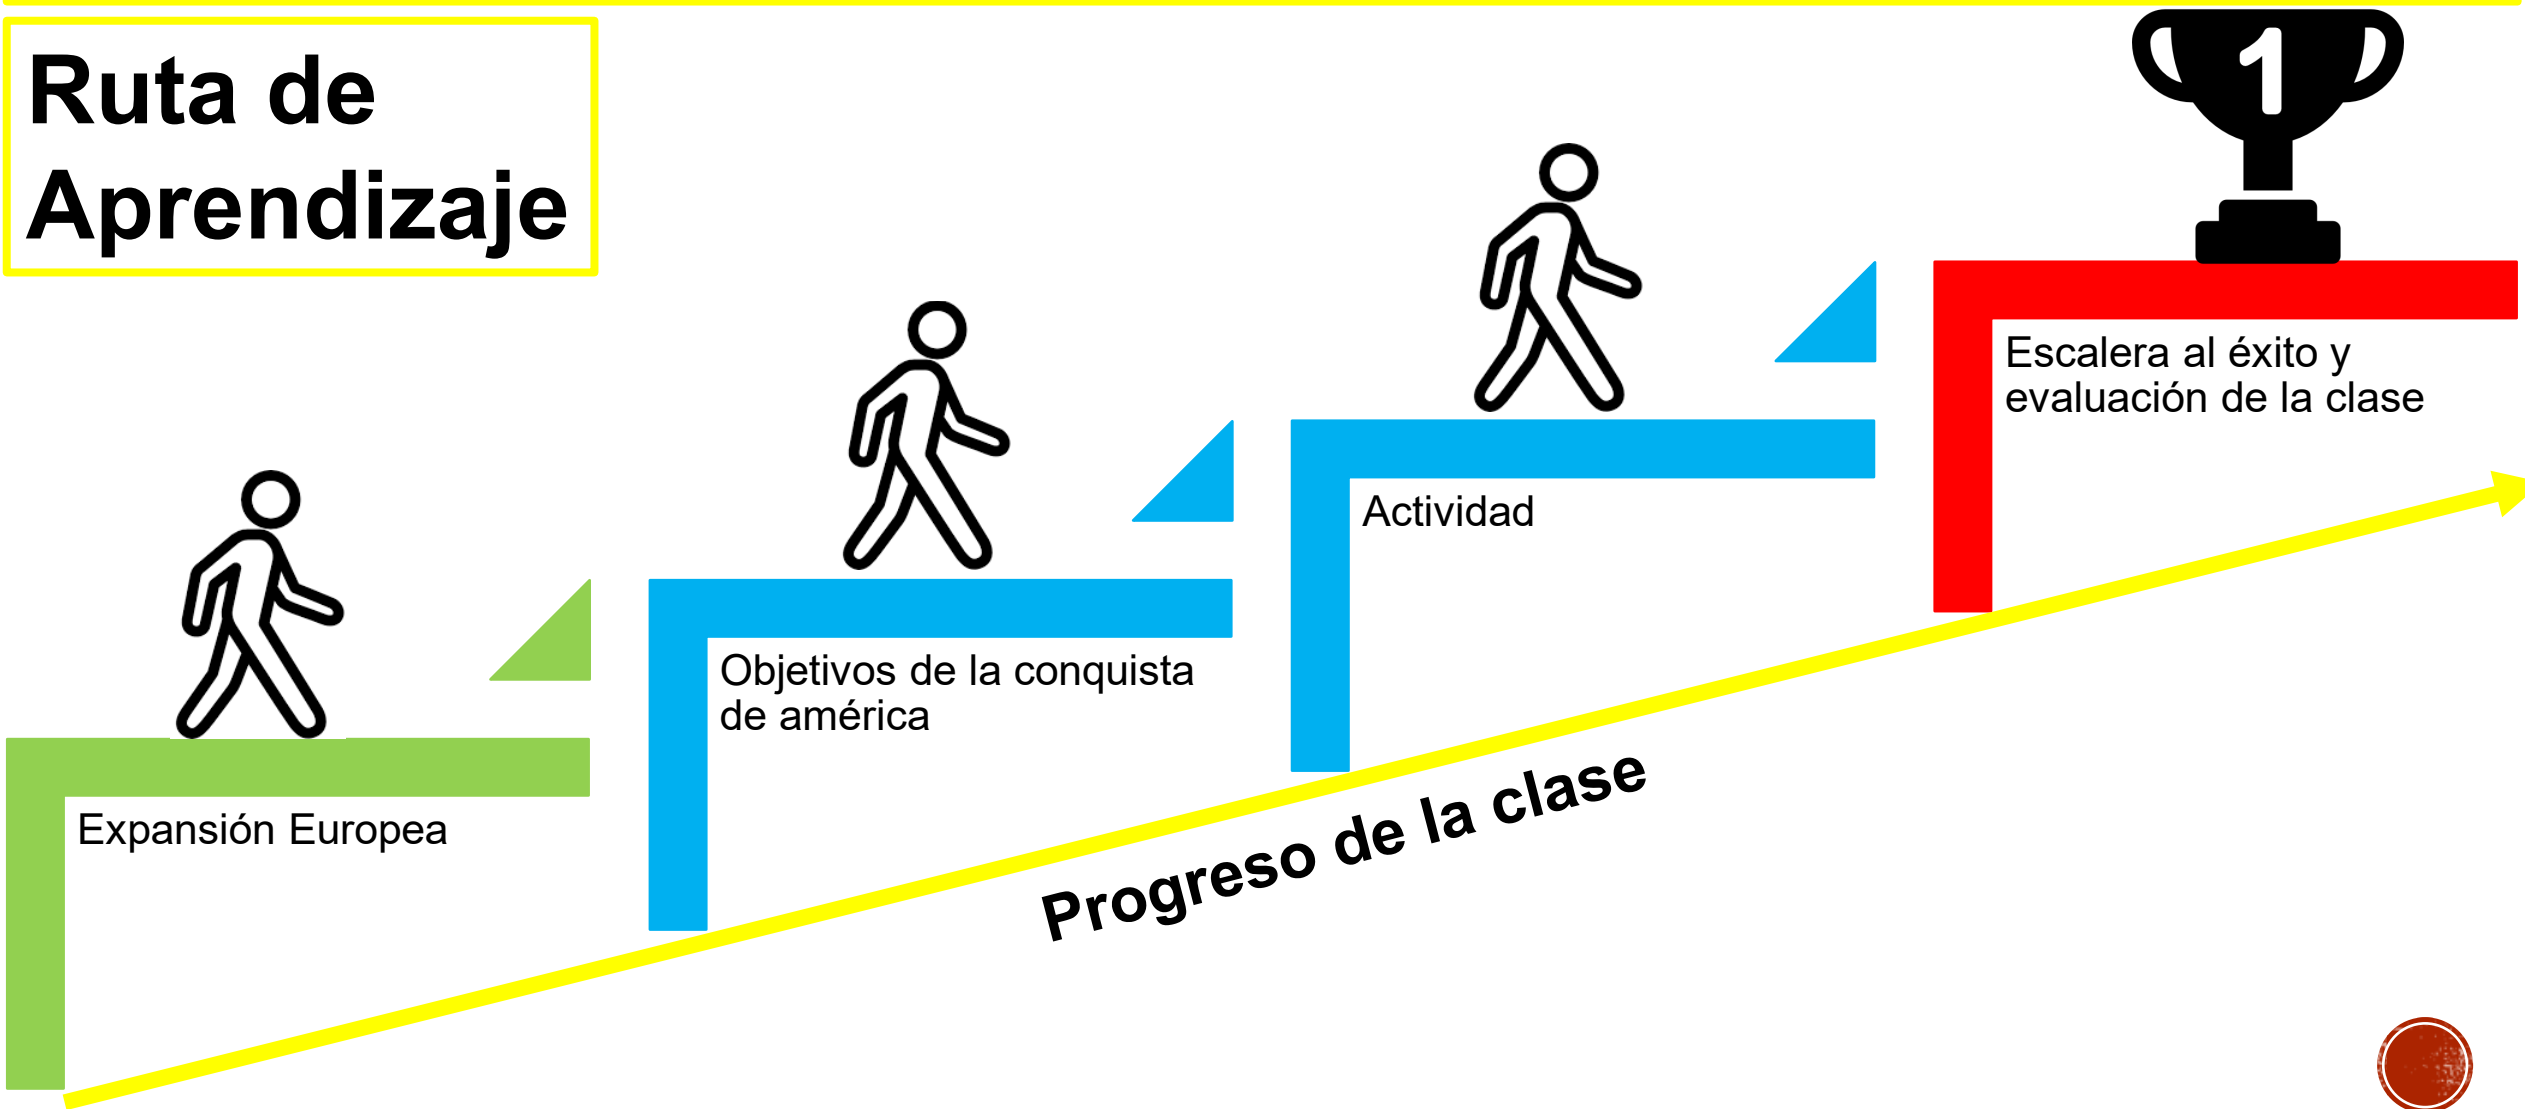 Ruta de
Aprendizaje
1
Escalera al éxito y
evaluación de la clase
Actividad
Objetivos de la conquista
de américa
Expansión Europea
Progreso de la clase